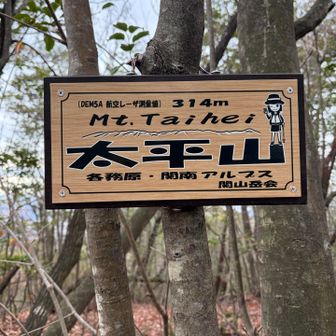 (DEM5A 航空レーザ測量値) 314m
Mt.Taihei
太平山
各務原・関南アルプス
関山岳会